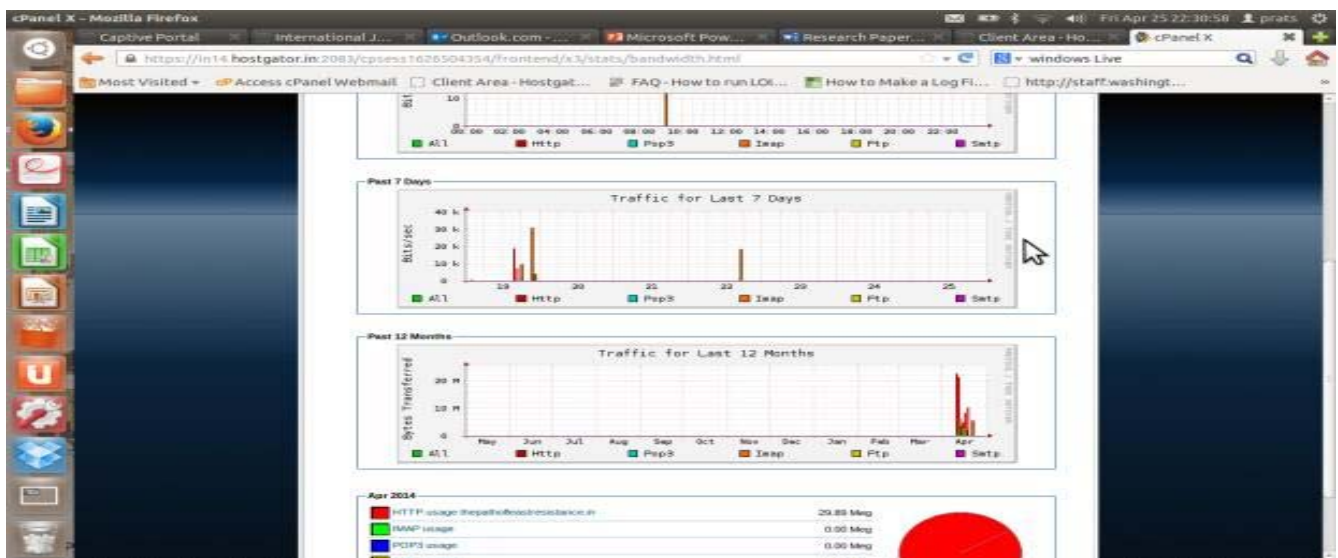 cPanel X - Mozilla Firefox
Fri Apr 25 22:30:58 prats
Captive Portal
International J...
Outlook.com - ...
Microsoft Pow...
Research Paper...
Client Area - Ho...
cPanel X
https://in14.hostgator.in:2083/cpsess1626504354/frontend/x3/stats/bandwidth.html
windows Live
Most Visited
Access cPanel Webmail
Client Area - Hostgat...
FAQ - How to run LOI...
How to Make a Log Fi...
http://staff.washingt...
10
00:00 02:00 04:00 06:00 08:00 10:00 12:00 14:00 16:00 18:00 20:00 22:00
All Http Pop3 Imap Ftp Smtp
Past 7 Days
Traffic for Last 7 Days
Bits/sec
40 k
30 k
20 k
10 k
0
19 20 21 22 23 24 25
All Http Pop3 Imap Ftp Smtp
Past 12 Months
Traffic for Last 12 Months
Bytes Transferred
20 M
10 M
0
May Jun Jul Aug Sep Oct Nov Dec Jan Feb Mar Apr
All Http Pop3 Imap Ftp Smtp
Apr 2014
HTTP usage thepathofleastresistance.in 29.89 Meg
IMAP usage 0.00 Meg
POP3 usage 0.00 Meg